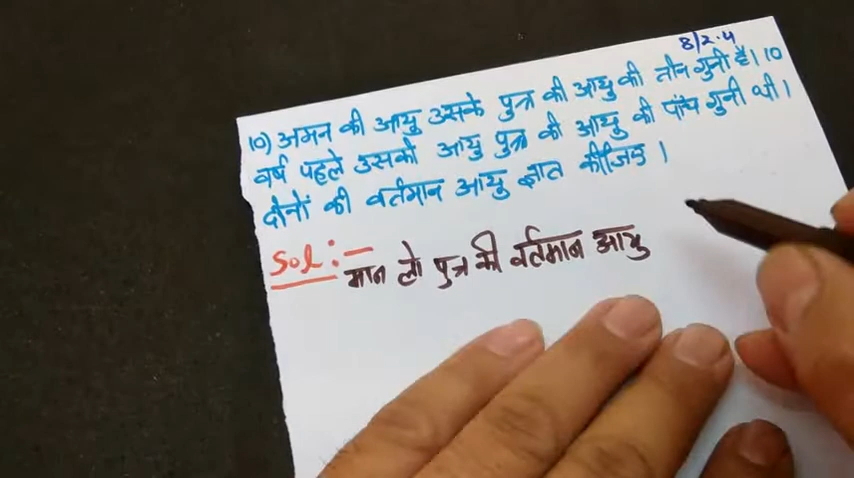 8/2.4
10) अमन की आयु उसके पुत्र की आयु की तीन गुनी है। 10
वर्ष पहले उसकी आयु पुत्र की आयु की पांच गुनी थी।
दोनों की वर्तमान आयु ज्ञात कीजिए।
Sol:-
मान लो पुत्र की वर्तमान आयु